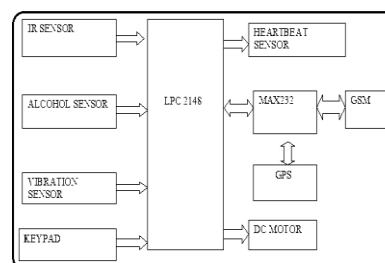 IR SENSOR
HEARTBEAT
SENSOR
ALCOHOL SENSOR
LPC 2148
MAX232
GSM
VIBRATION
SENSOR
GPS
KEYPAD
DC MOTOR